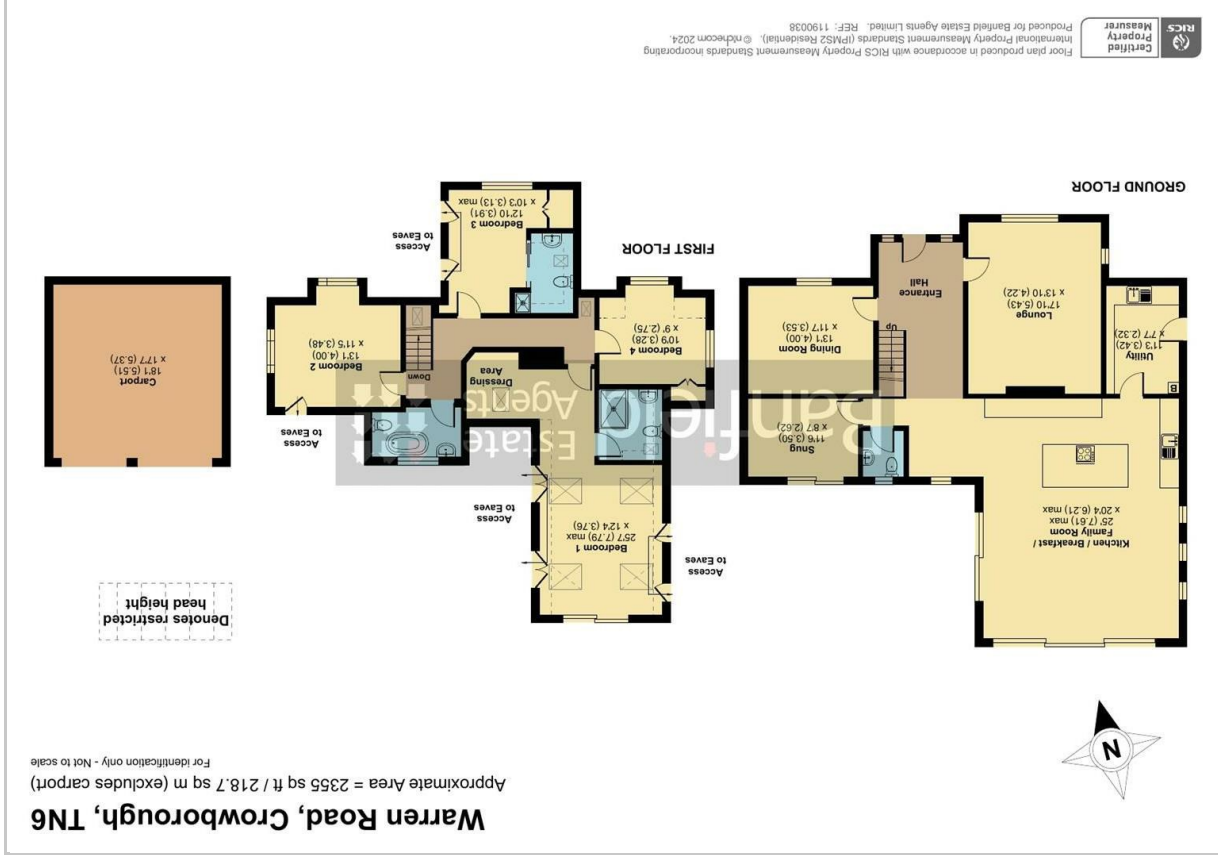 Warren Road, Crowborough, TN6
Approximate Area = 2355 sq ft / 218.7 sq m (excludes carport)
For identification only - Not to scale
N
Denotes restricted
head height
Kitchen / Breakfast /
Family Room
25' (7.61) max
x 20'4 (6.21) max
Snug
11'6 (3.50)
x 8'7 (2.62)
Utility
11'3 (3.42)
x 7'7 (2.32)
B
Lounge
17'10 (5.43)
x 13'10 (4.22)
Up
Entrance
Hall
Dining Room
13'1 (4.00)
x 11'7 (3.53)
GROUND FLOOR
Bedroom 1
25'7 (7.79) max
x 12'4 (3.76)
Access
to Eaves
Access
to Eaves
Dressing
Area
Bedroom 4
10'9 (3.28)
x 9' (2.75)
Down
Bedroom 2
13'1 (4.00)
x 11'5 (3.48)
Access
to Eaves
Bedroom 3
12'10 (3.91)
x 10'3 (3.13) max
Access
to Eaves
FIRST FLOOR
Carport
18'1 (5.51)
x 17'7 (5.37)
Banfield
Estate
Agents
RICS
Certified
Property
Measurer
Floor plan produced in accordance with RICS Property Measurement Standards incorporating
International Property Measurement Standards (IPMS2 Residential). ©nichecom 2024.
Produced for Banfield Estate Agents Limited. REF: 1190038